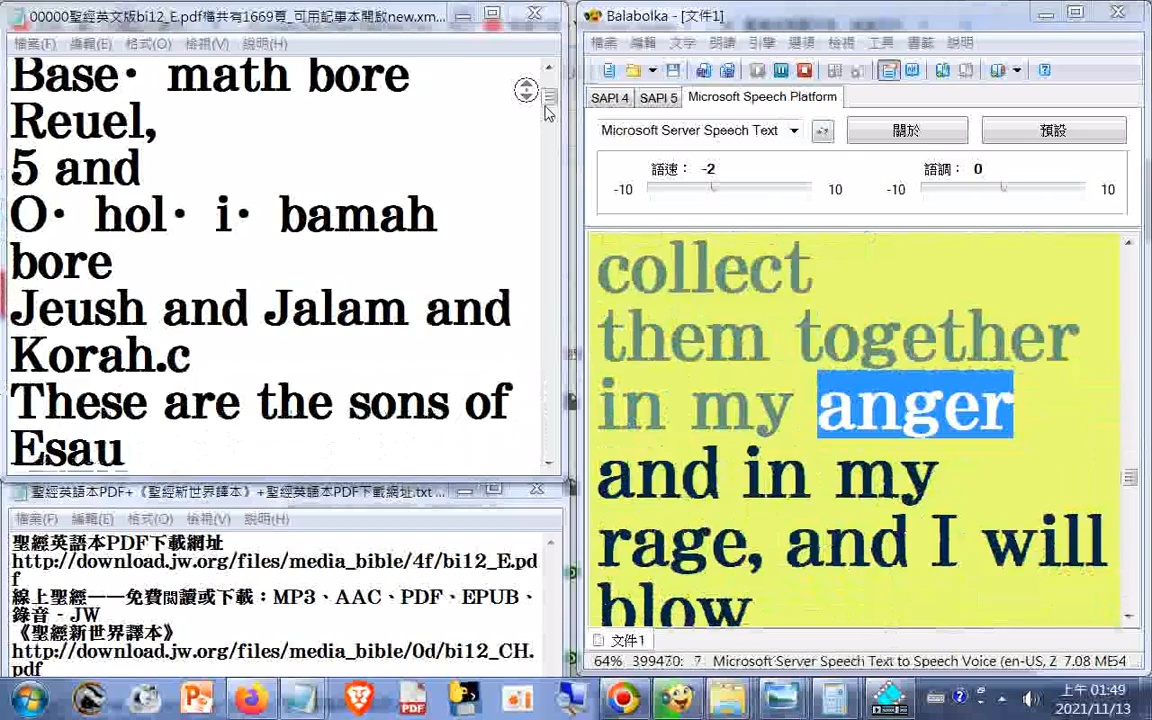 00000聖經英文版bi12_E.pdf檔共有1669頁_可用記事本開啟new.xm...
檔案(F) 編輯(E) 格式(O) 檢視(V) 說明(H)
Base· math bore
Reuel,
5 and
O· hol· i· bamah
bore
Jeush and Jalam and
Korah.c
These are the sons of
Esau
聖經英語本PDF+《聖經新世界譯本》+聖經英語本PDF下載網址.txt ...
檔案(F) 編輯(E) 格式(O) 檢視(V) 說明(H)
聖經英語本PDF下載網址
http://download.jw.org/files/media_bible/4f/bi12_E.pd
f
線上聖經——免費閱讀或下載：MP3、AAC、PDF、EPUB、
錄音 - JW
《聖經新世界譯本》
http://download.jw.org/files/media_bible/0d/bi12_CH.
pdf
Balabolka - [文件1]
檔案 編輯 文字 朗讀 引擎 選項 檢視 工具 書籤 說明
SAPI 4 SAPI 5 Microsoft Speech Platform
Microsoft Server Speech Text 關於 預設
語速： -2 語調： 0
-10 10 -10 10
collect
them together
in my anger
and in my
rage, and I will
blow
文件1
64% 399470: 7 Microsoft Server Speech Text to Speech Voice (en-US, Z 7.08 MB
上午 01:49
2021/11/13